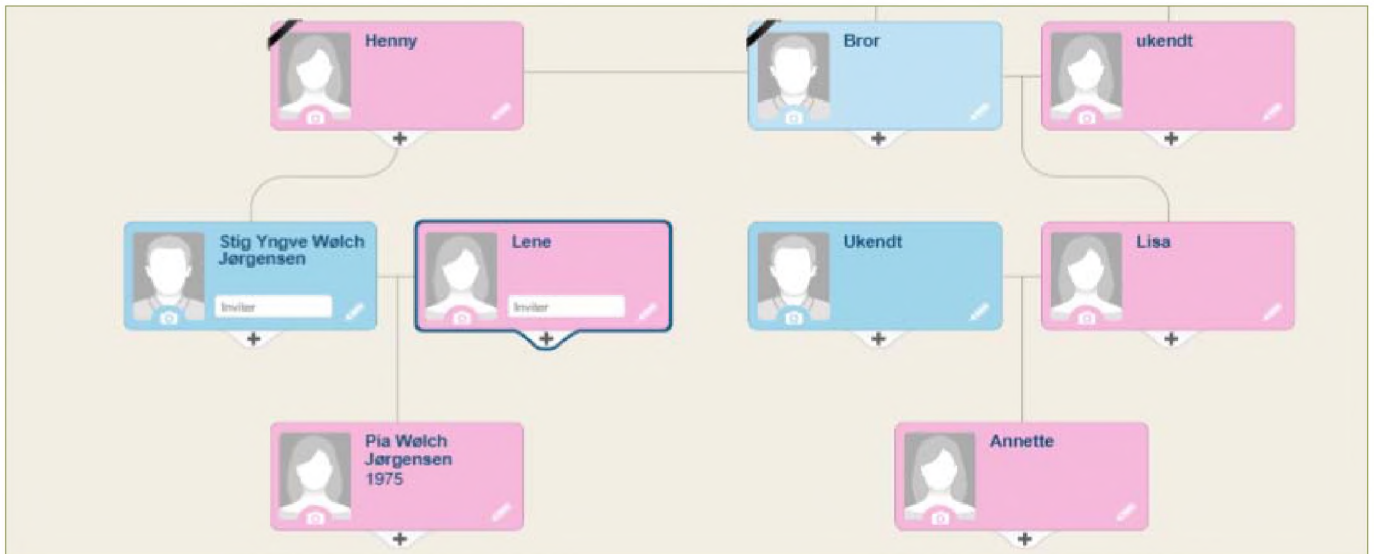 Henny
Bror
ukendt
Stig Yngve Wølch
Jørgensen
Inviter
Lene
Inviter
Ukendt
Lisa
Pia Wølch
Jørgensen
1975
Annette